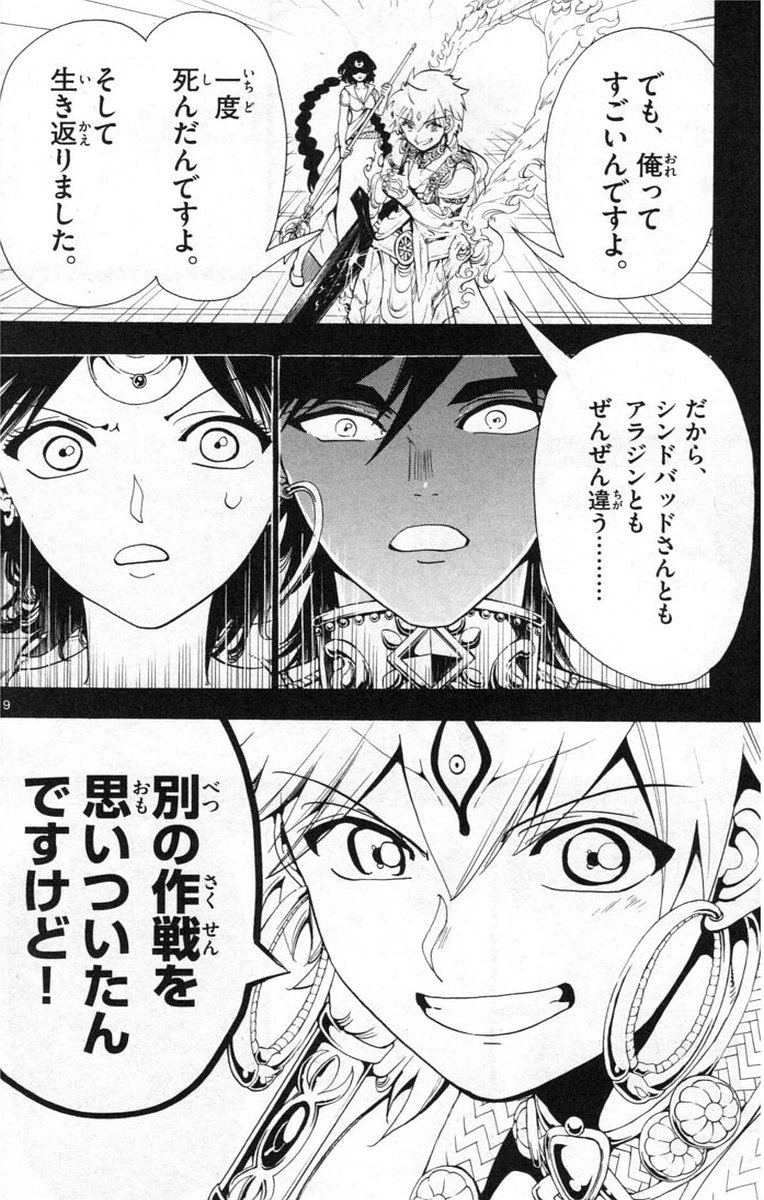 でも、俺って
すごいんですよ。
一度
死んだんですよ。
そして
生き返りました。
だから、
シンドバッドさんとも
アラジンとも
ぜんぜん違う………
別の作戦を
思いついたん
ですけど！
9